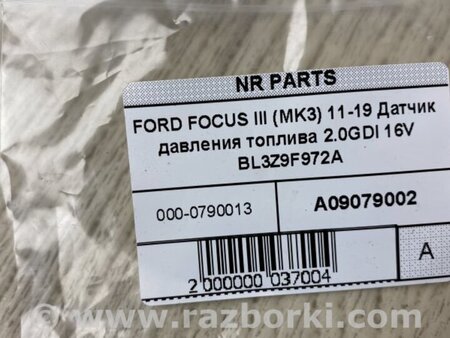 NR PARTS
FORD FOCUS III (MK3) 11-19 Датчик
давления топлива 2.0GDI 16V
BL3Z9F972A
000-0790013
A09079002
2 000000 037004
A
© www.razborki.com